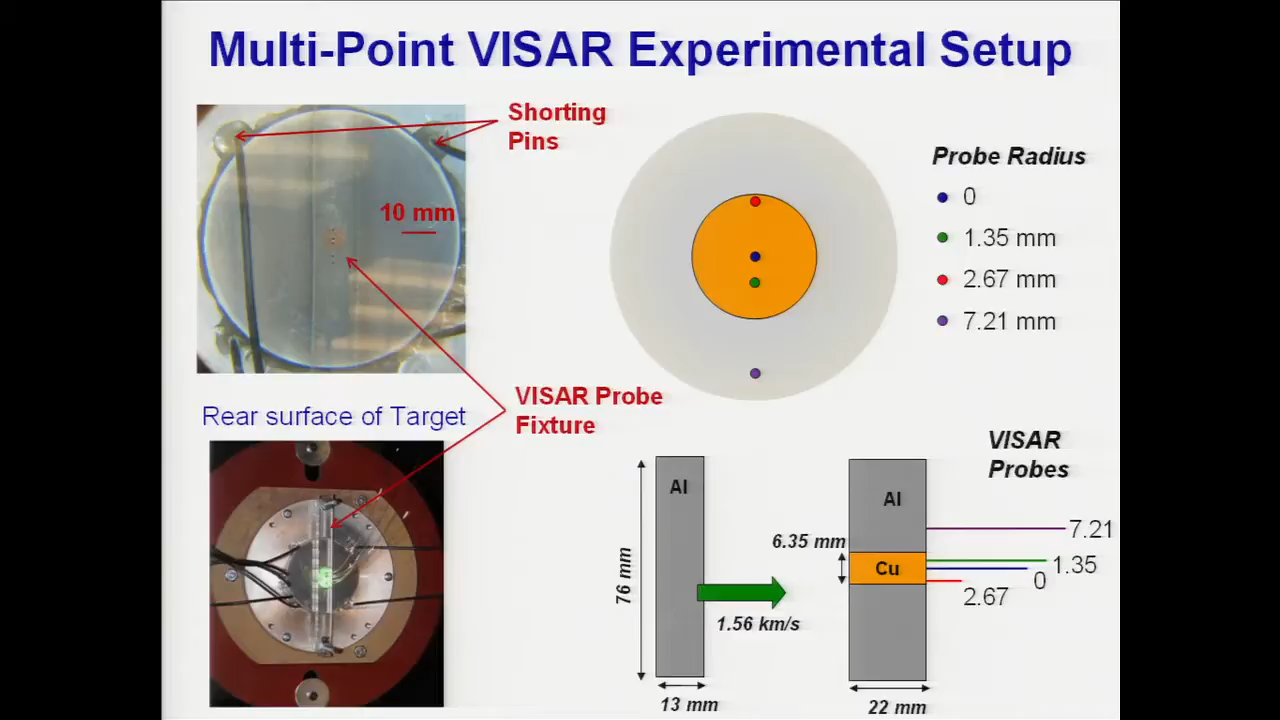 Multi-Point VISAR Experimental Setup
Shorting
Pins
10 mm
Probe Radius
0
1.35 mm
2.67 mm
7.21 mm
VISAR Probe
Fixture
Rear surface of Target
VISAR
Probes
Al
Al
7.21
6.35 mm
Cu
1.35
0
2.67
76 mm
1.56 km/s
13 mm
22 mm